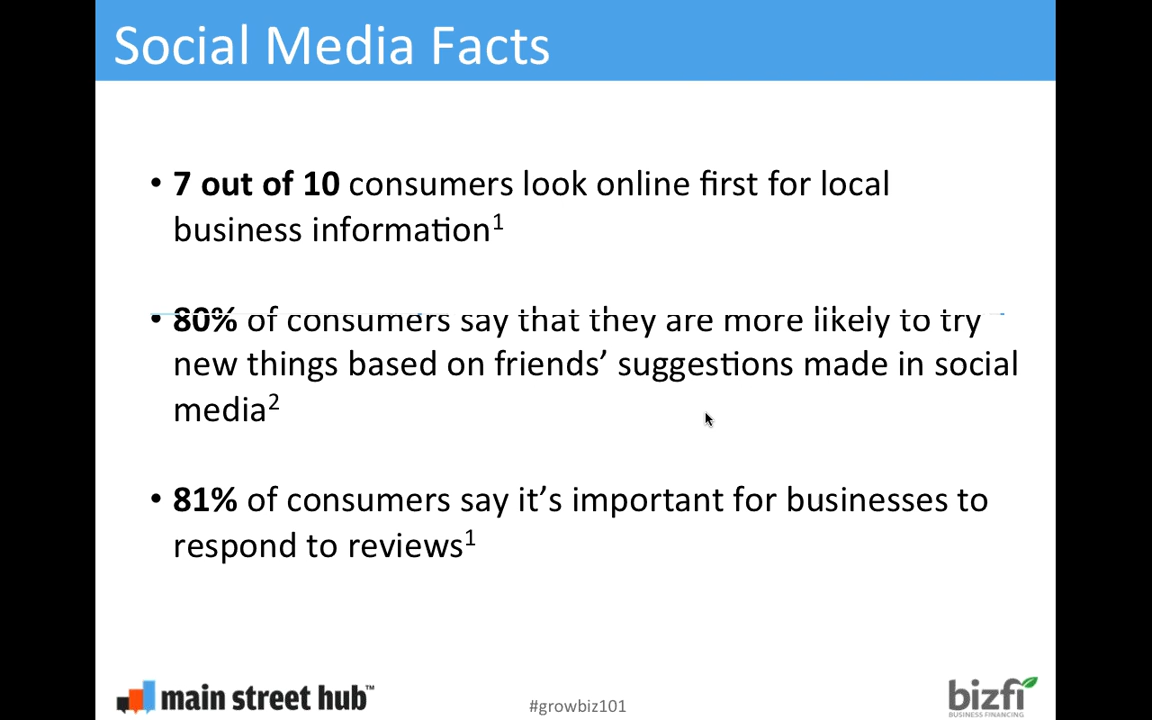 Social Media Facts
• 7 out of 10 consumers look online first for local
business information¹
• 80% of consumers say that they are more likely to try
new things based on friends’ suggestions made in social
media²
• 81% of consumers say it’s important for businesses to
respond to reviews¹
main street hub™
#growbiz101
bizfi
BUSINESS FINANCING